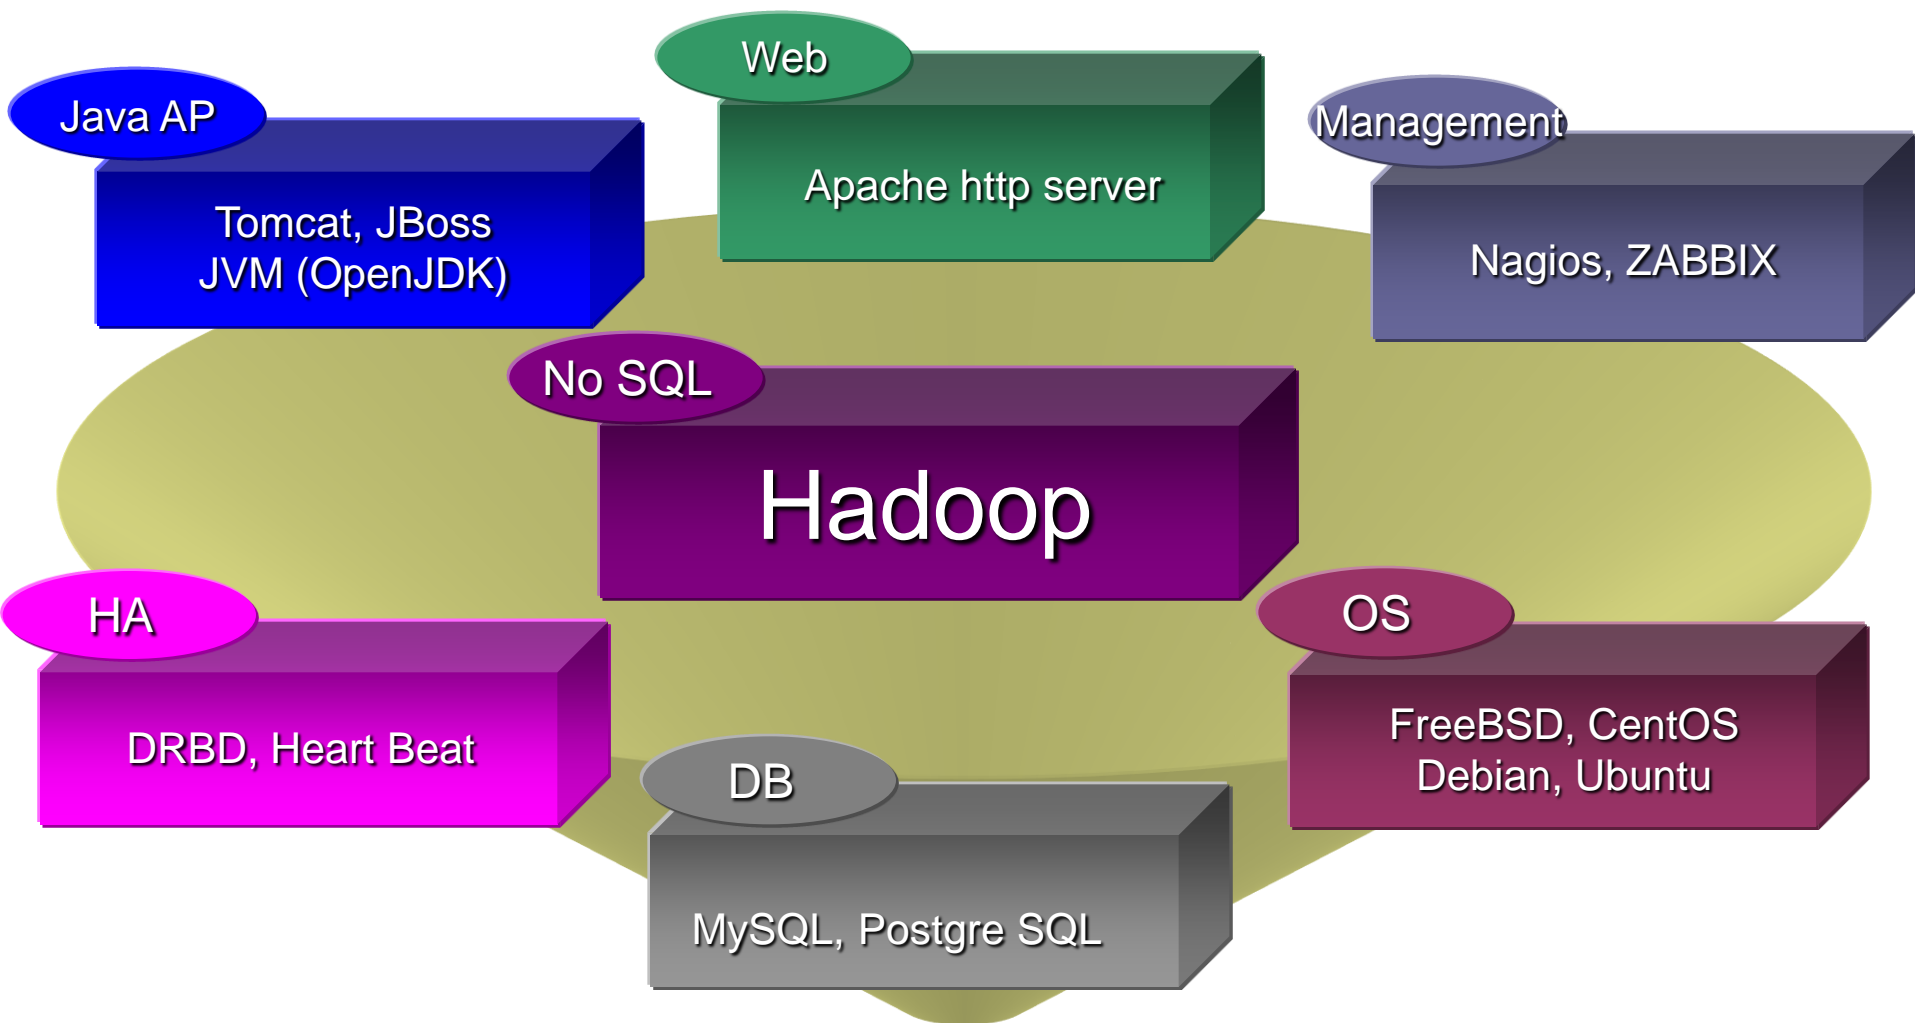 Web
Apache http server
Java AP
Tomcat, JBoss
JVM (OpenJDK)
Management
Nagios, ZABBIX
No SQL
Hadoop
HA
DRBD, Heart Beat
OS
FreeBSD, CentOS
Debian, Ubuntu
DB
MySQL, Postgre SQL